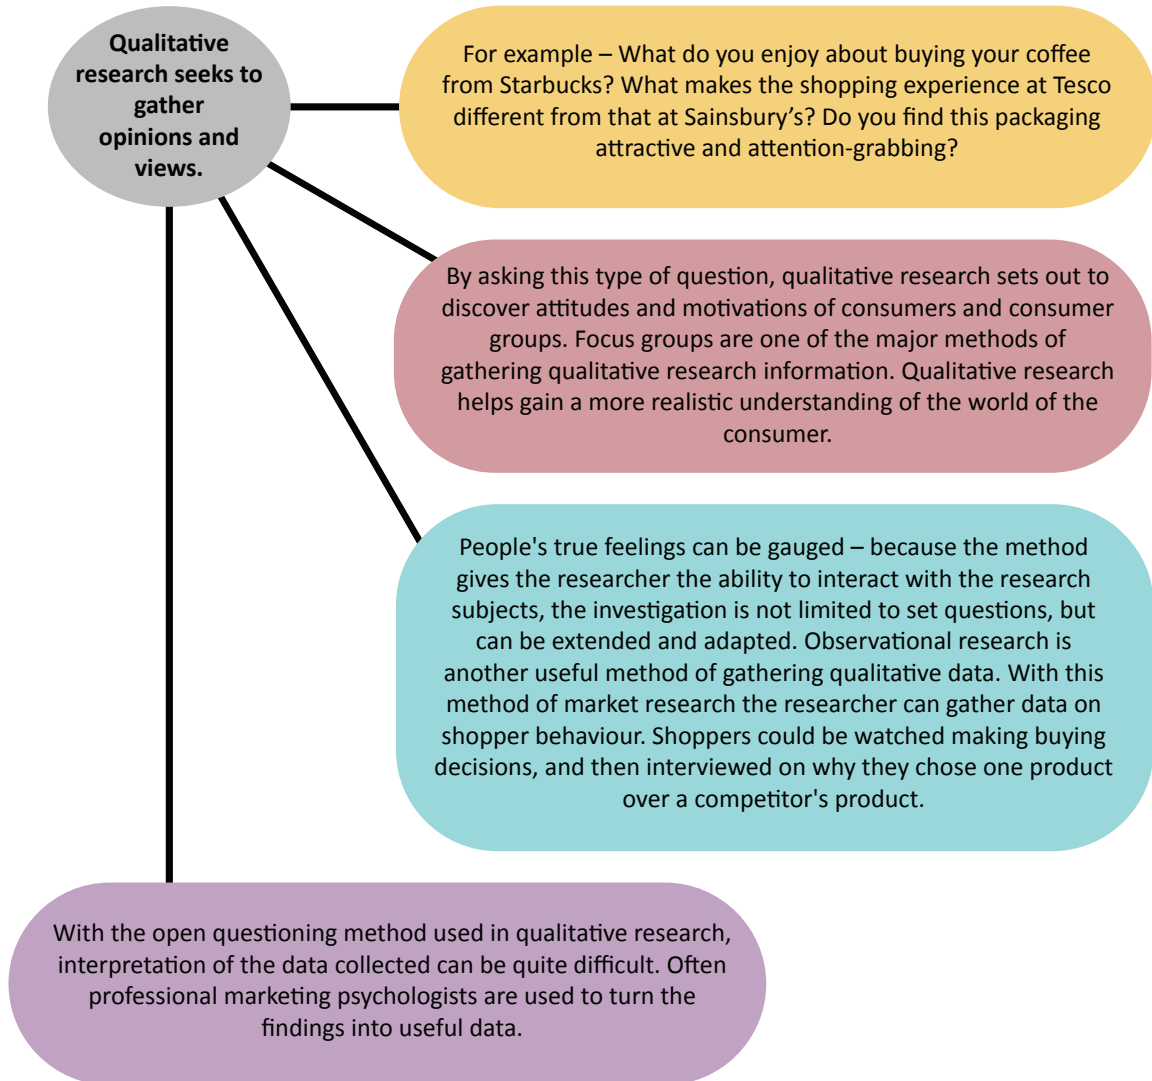 Qualitative
research seeks to
gather
opinions and
views.
For example – What do you enjoy about buying your coffee
from Starbucks? What makes the shopping experience at Tesco
different from that at Sainsbury’s? Do you find this packaging
attractive and attention-grabbing?
By asking this type of question, qualitative research sets out to
discover attitudes and motivations of consumers and consumer
groups. Focus groups are one of the major methods of
gathering qualitative research information. Qualitative research
helps gain a more realistic understanding of the world of the
consumer.
People's true feelings can be gauged – because the method
gives the researcher the ability to interact with the research
subjects, the investigation is not limited to set questions, but
can be extended and adapted. Observational research is
another useful method of gathering qualitative data. With this
method of market research the researcher can gather data on
shopper behaviour. Shoppers could be watched making buying
decisions, and then interviewed on why they chose one product
over a competitor's product.
With the open questioning method used in qualitative research,
interpretation of the data collected can be quite difficult. Often
professional marketing psychologists are used to turn the
findings into useful data.